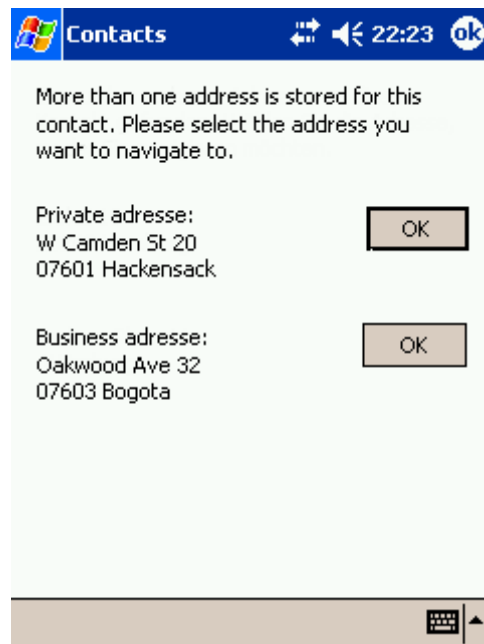 Contacts 22:23 ok
More than one address is stored for this
contact. Please select the address you
want to navigate to.
Private adresse:
OK
W Camden St 20
07601 Hackensack
Business adresse:
OK
Oakwood Ave 32
07603 Bogota